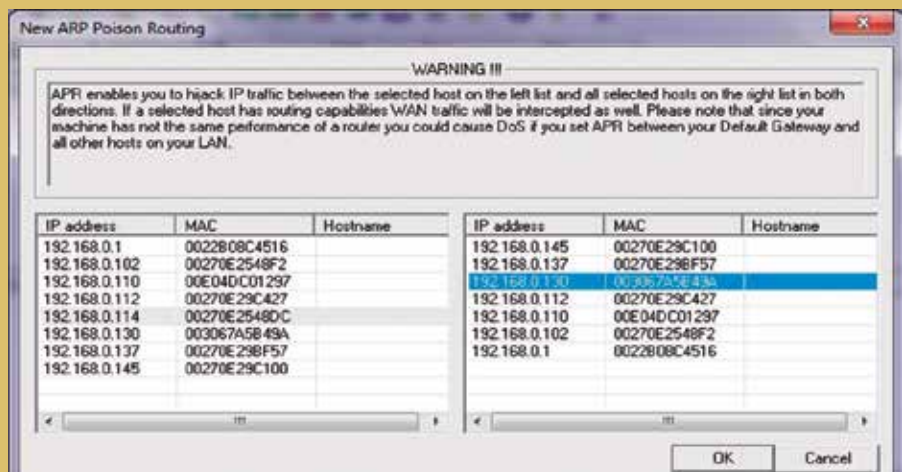 New ARP Poison Routing
WARNING !!!
APR enables you to hijack IP traffic between the selected host on the left list and all selected hosts on the right list in both
directions. If a selected host has routing capabilities WAN traffic will be intercepted as well. Please note that since your
machine has not the same performance of a router you could cause DoS if you set APR between your Default Gateway and
all other hosts on your LAN.
IP address MAC Hostname
192.168.0.1 0022B08C4516
192.168.0.102 00270E2548F2
192.168.0.110 00E04DC01297
192.168.0.112 00270E29C427
192.168.0.114 00270E2548DC
192.168.0.130 003067A5B49A
192.168.0.137 00270E29BF57
192.168.0.145 00270E29C100
IP address MAC Hostname
192.168.0.145 00270E29C100
192.168.0.137 00270E29BF57
192.168.0.130 003067A5B49A
192.168.0.112 00270E29C427
192.168.0.110 00E04DC01297
192.168.0.102 00270E2548F2
192.168.0.1 0022B08C4516
OK Cancel